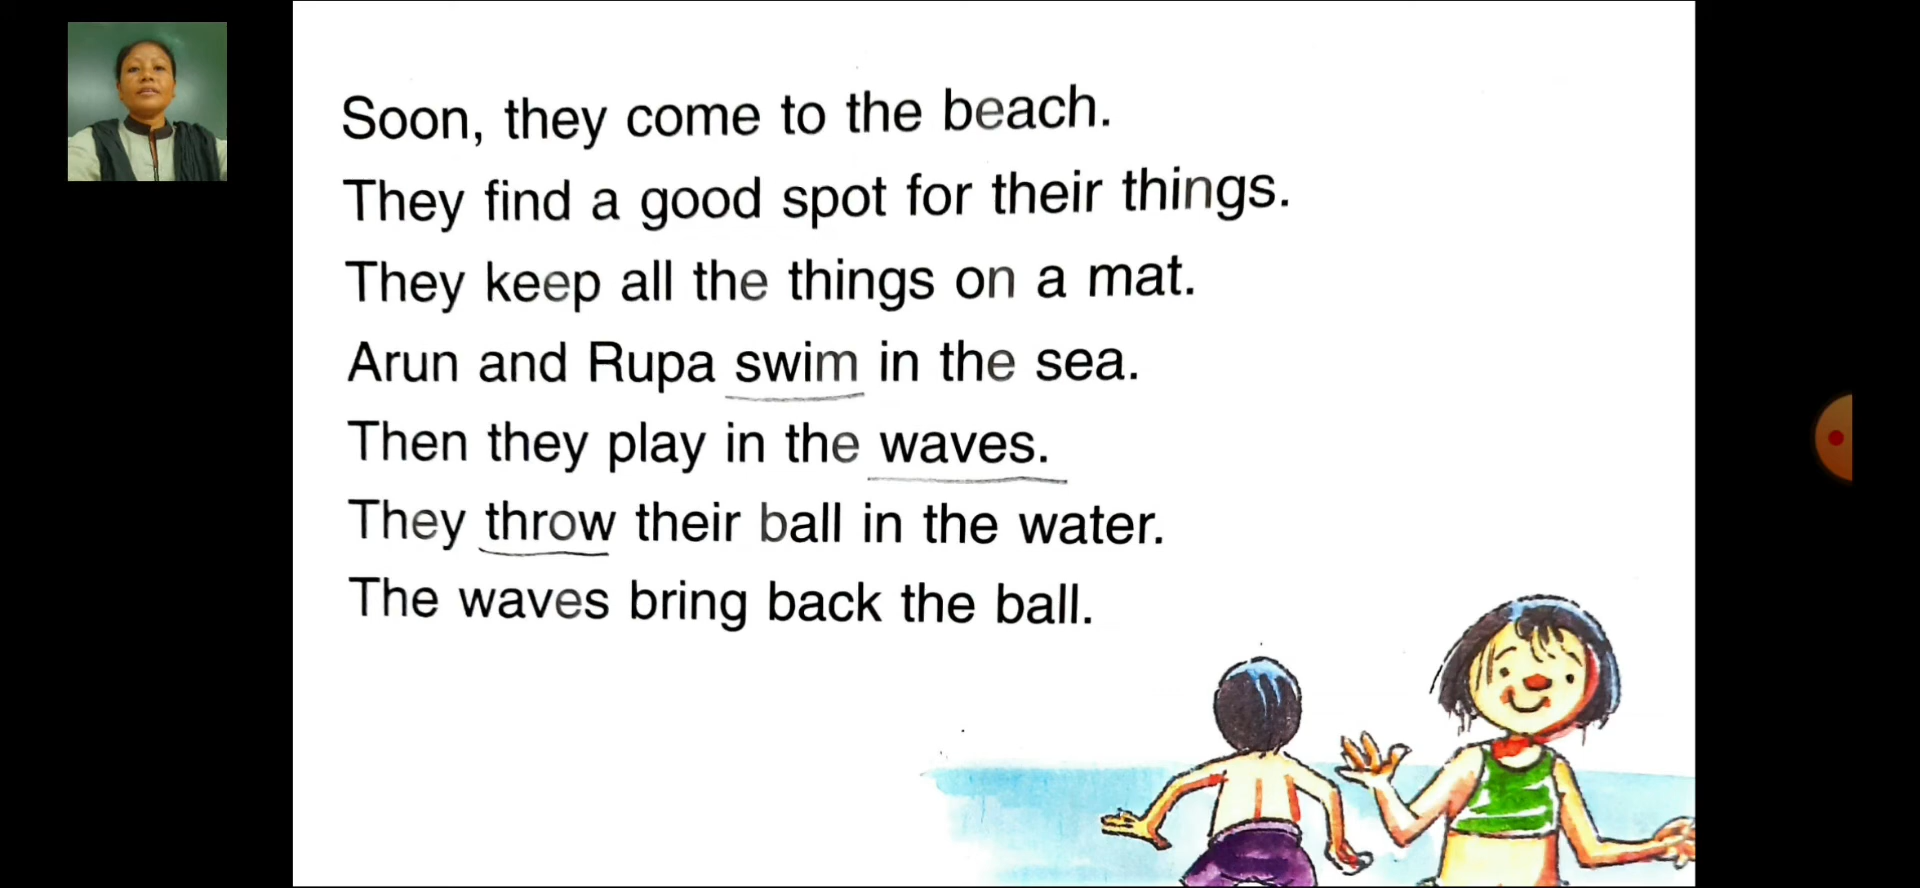 Soon, they come to the beach.
They find a good spot for their things.
They keep all the things on a mat.
Arun and Rupa swim in the sea.
Then they play in the waves.
They throw their ball in the water.
The waves bring back the ball.